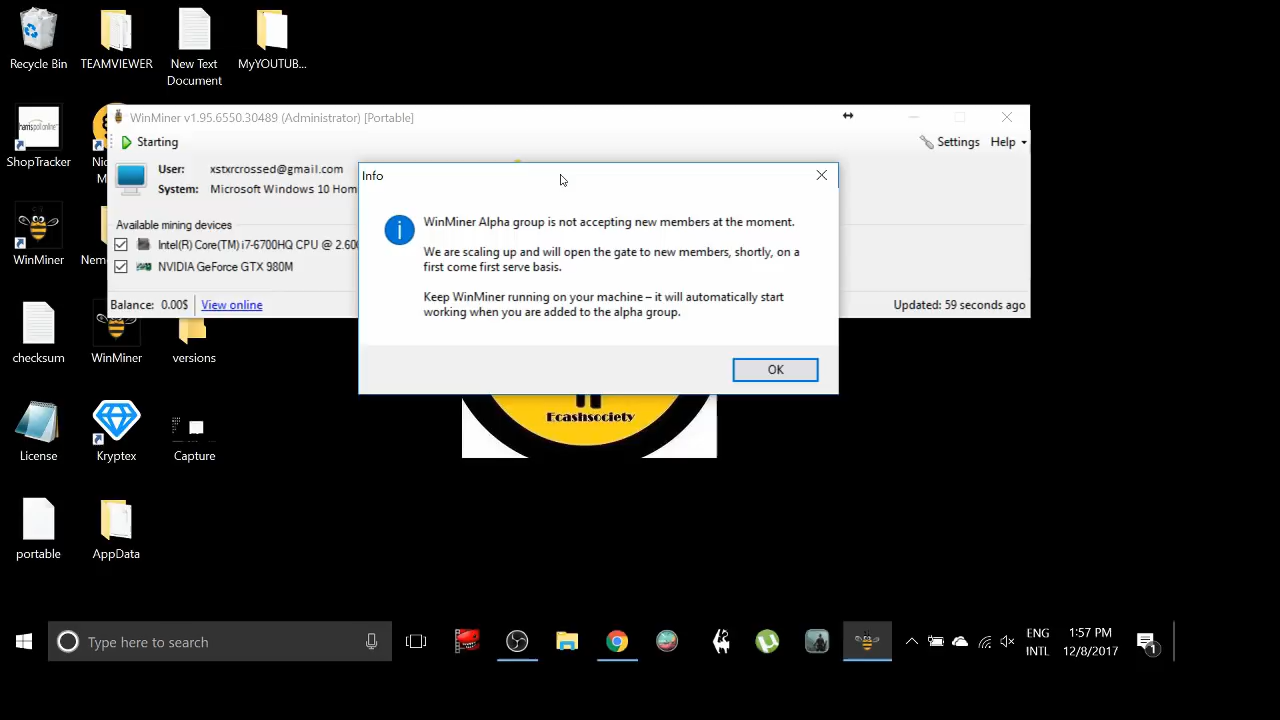 Recycle Bin
TEAMVIEWER
New Text
Document
MyYOUTUB...
ShopTracker
WinMiner v1.95.6550.30489 (Administrator) [Portable]
Starting
Settings
Help
User: xstxrcrossed@gmail.com
System: Microsoft Windows 10 Hom
Available mining devices
Intel(R) Core(TM) i7-6700HQ CPU @ 2.60
NVIDIA GeForce GTX 980M
Balance: 0.00$
View online
Updated: 59 seconds ago
Info
WinMiner Alpha group is not accepting new members at the moment.
We are scaling up and will open the gate to new members, shortly, on a
first come first serve basis.
Keep WinMiner running on your machine – it will automatically start
working when you are added to the alpha group.
OK
Ecashsociety
WinMiner
Nem
checksum
WinMiner
versions
License
Kryptex
Capture
portable
AppData
Type here to search
ENG
INTL
1:57 PM
12/8/2017
1